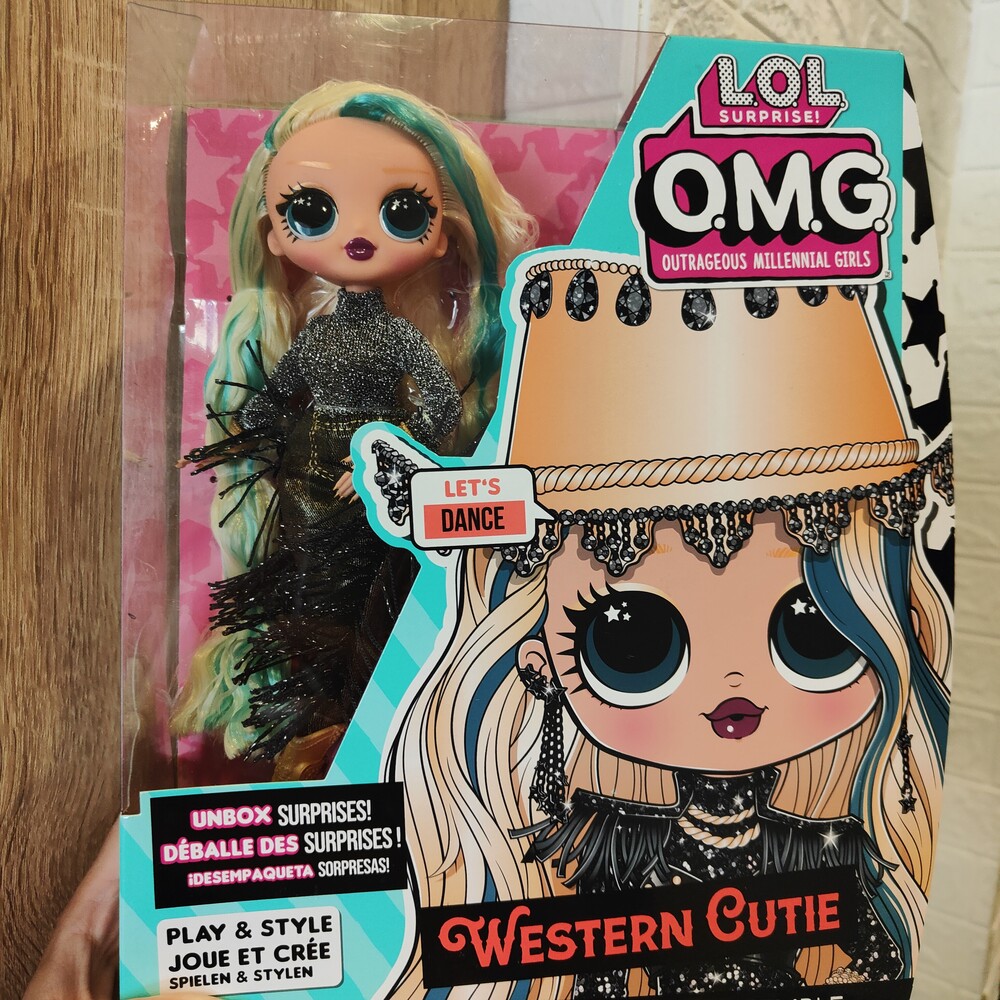 L.O.L.
SURPRISE!
O.M.G.
OUTRAGEOUS MILLENNIAL GIRLS
LET'S
DANCE
UNBOX SURPRISES!
DÉBALLE DES SURPRISES !
¡DESEMPAQUETA SORPRESAS!
PLAY & STYLE
JOUE ET CRÉE
SPIELEN & STYLEN
WESTERN CUTIE